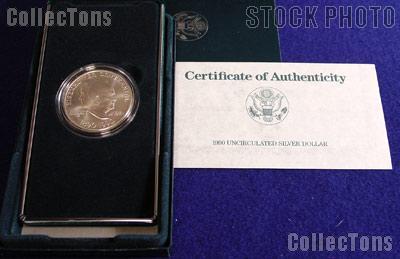 CollecTons
STOCK PHOTO
Certificate of Authenticity
1990 UNCIRCULATED SILVER DOLLAR
CollecTons